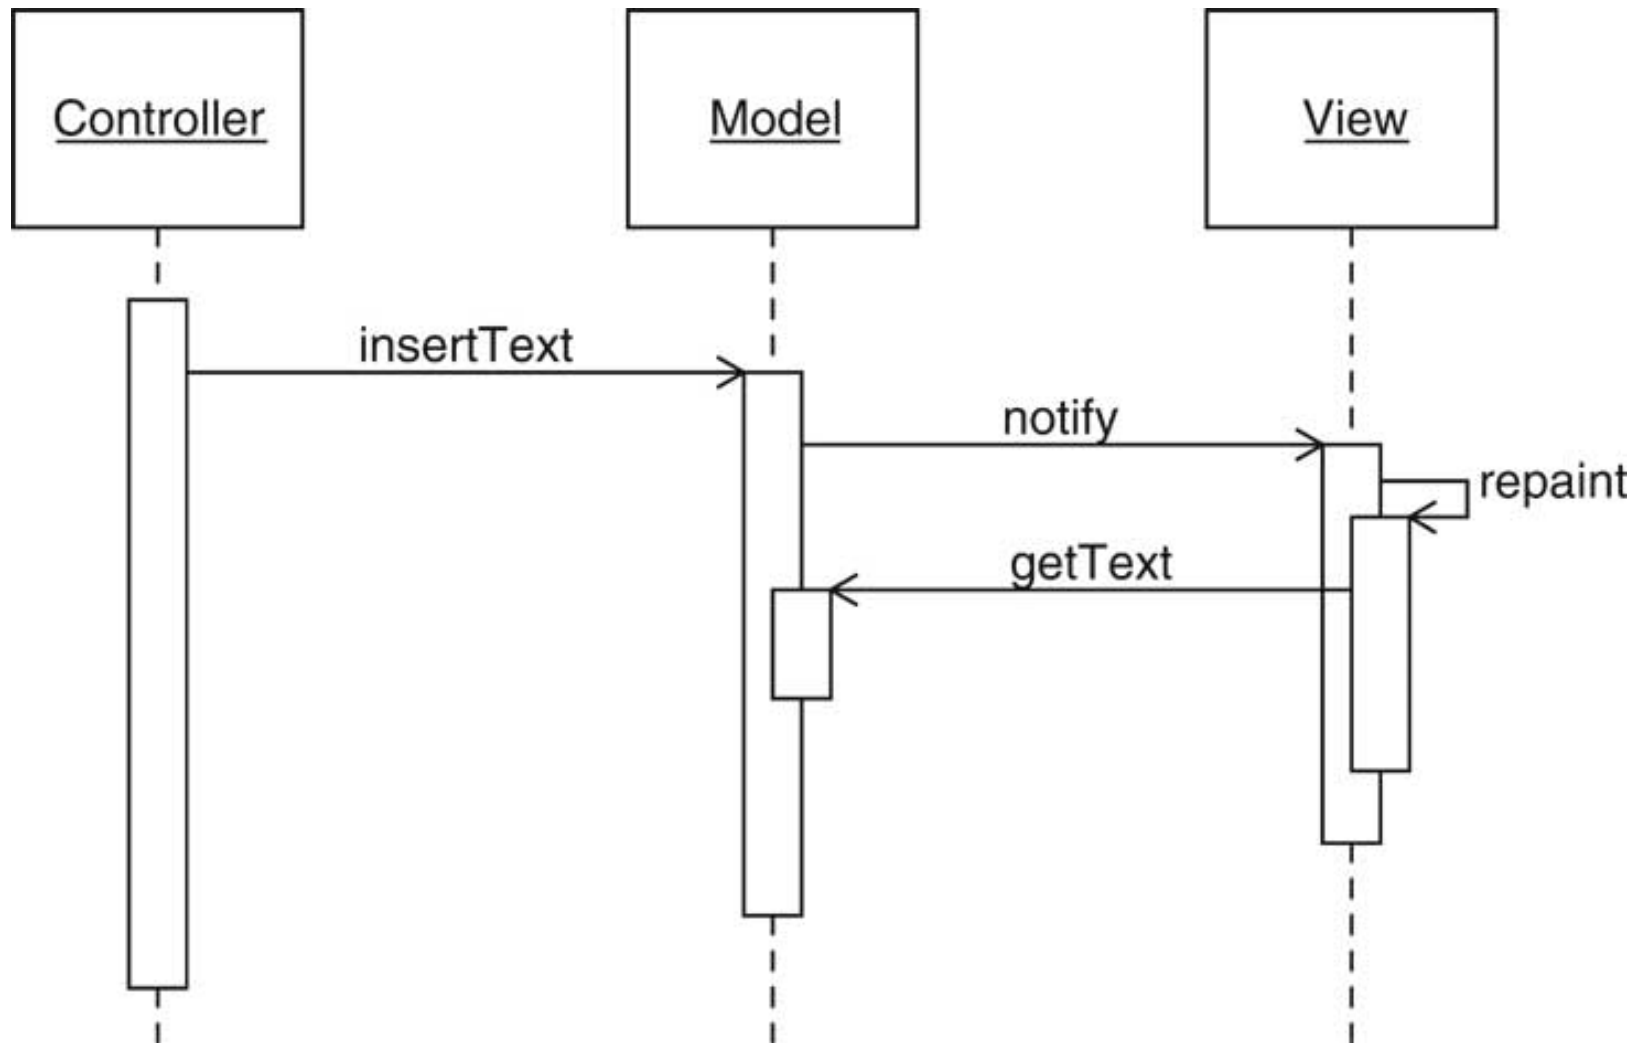 Controller
Model
View
insertText
notify
repaint
getText